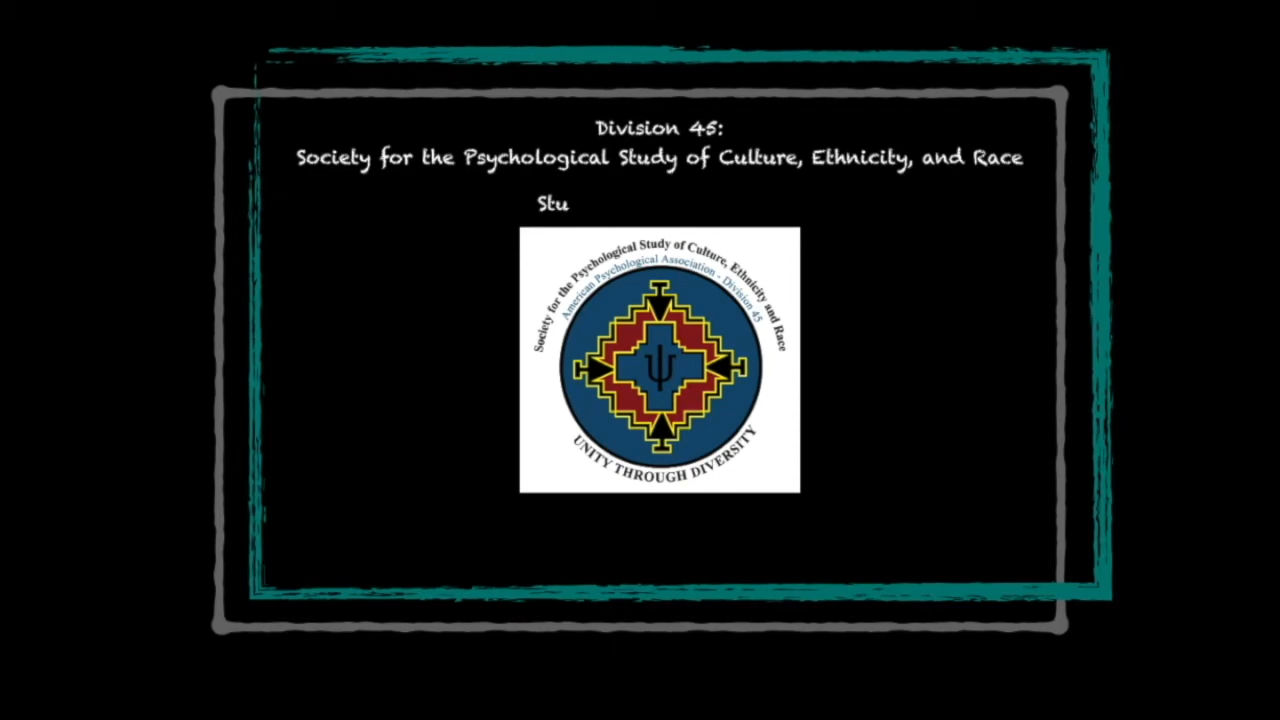 Division 45:
Society for the Psychological Study of Culture, Ethnicity, and Race
Stu
Society for the Psychological Study of Culture, Ethnicity and Race
American Psychological Association - Division 45
ψ
UNITY THROUGH DIVERSITY